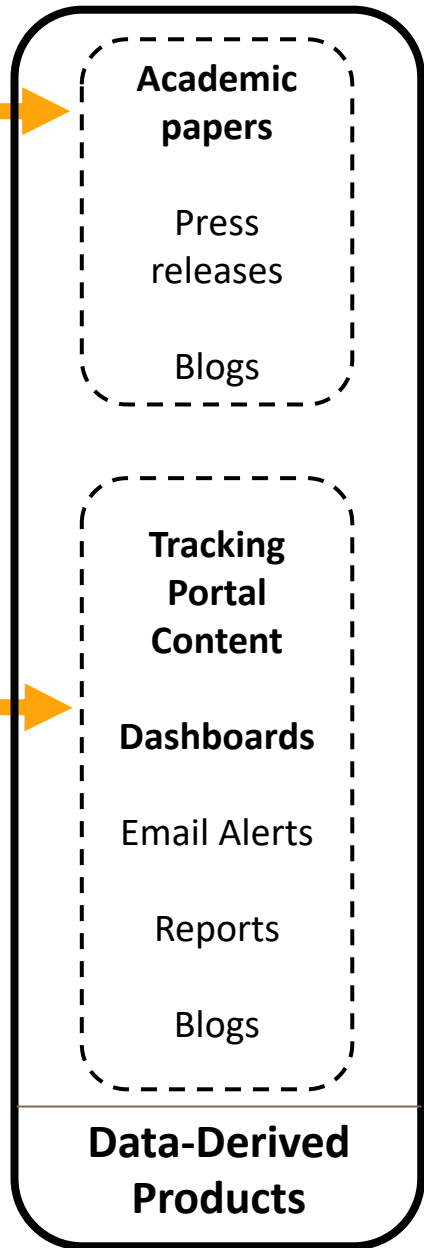 Academic
papers
Press
releases
Blogs
Tracking
Portal
Content
Dashboards
Email Alerts
Reports
Blogs
Data-Derived
Products